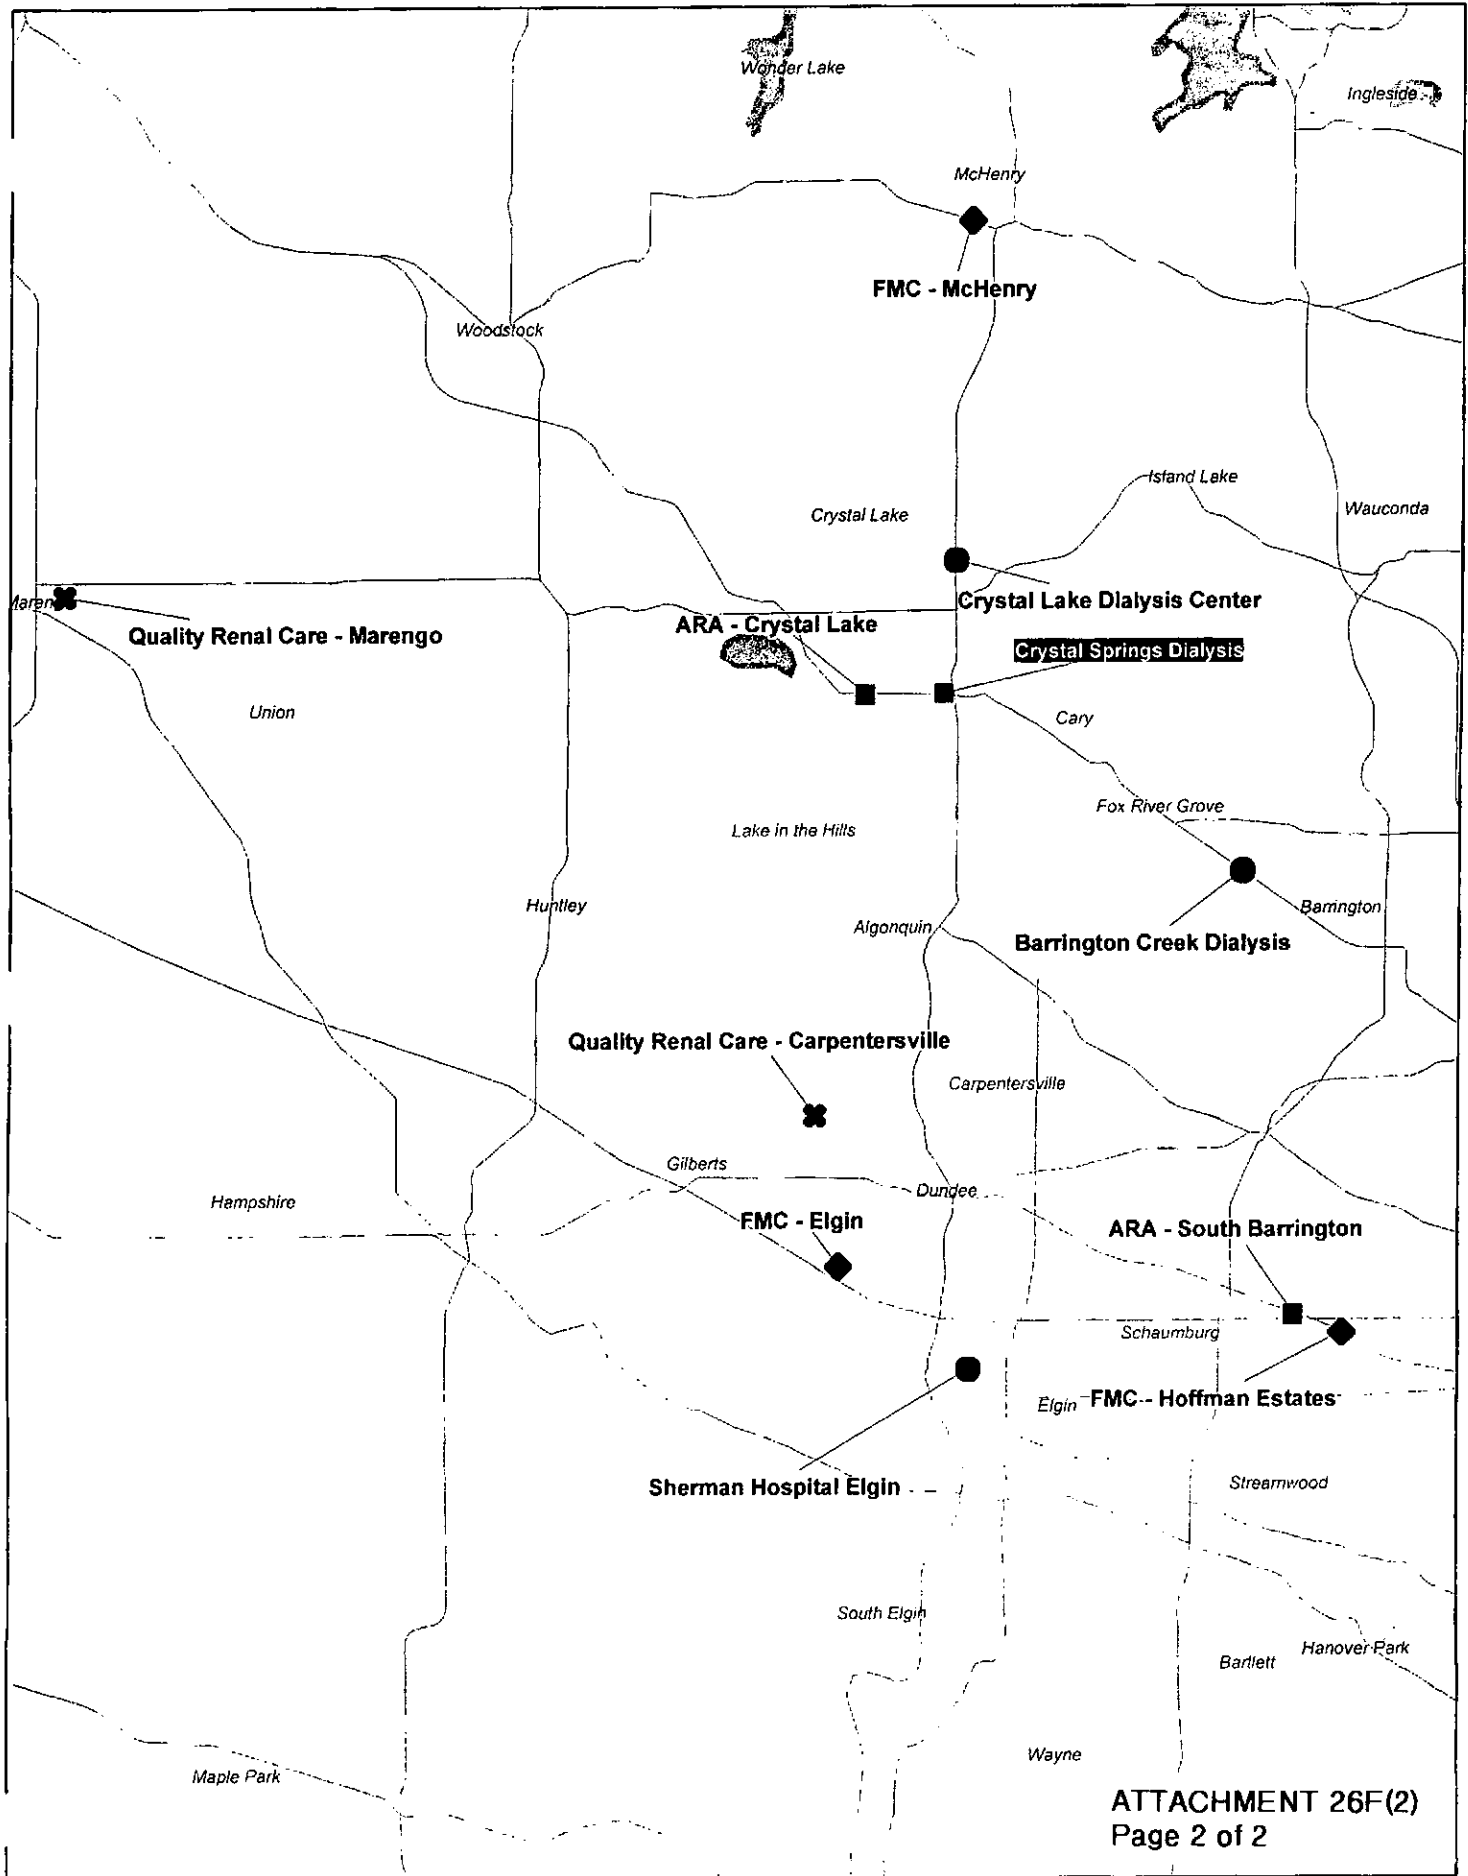 Wonder Lake
Ingleside
McHenry
FMC - McHenry
Woodstock
Island Lake
Crystal Lake
Wauconda
Maren
Crystal Lake Dialysis Center
Quality Renal Care - Marengo
ARA - Crystal Lake
Crystal Springs Dialysis
Union
Cary
Fox River Grove
Lake in the Hills
Huntley
Barrington
Algonquin
Barrington Creek Dialysis
Quality Renal Care - Carpentersville
Carpentersville
Gilberts
Dundee
Hampshire
FMC - Elgin
ARA - South Barrington
Schaumburg
Elgin
FMC - Hoffman Estates
Sherman Hospital Elgin
Streamwood
South Elgin
Hanover Park
Bartlett
Wayne
Maple Park
ATTACHMENT 26F(2)
Page 2 of 2